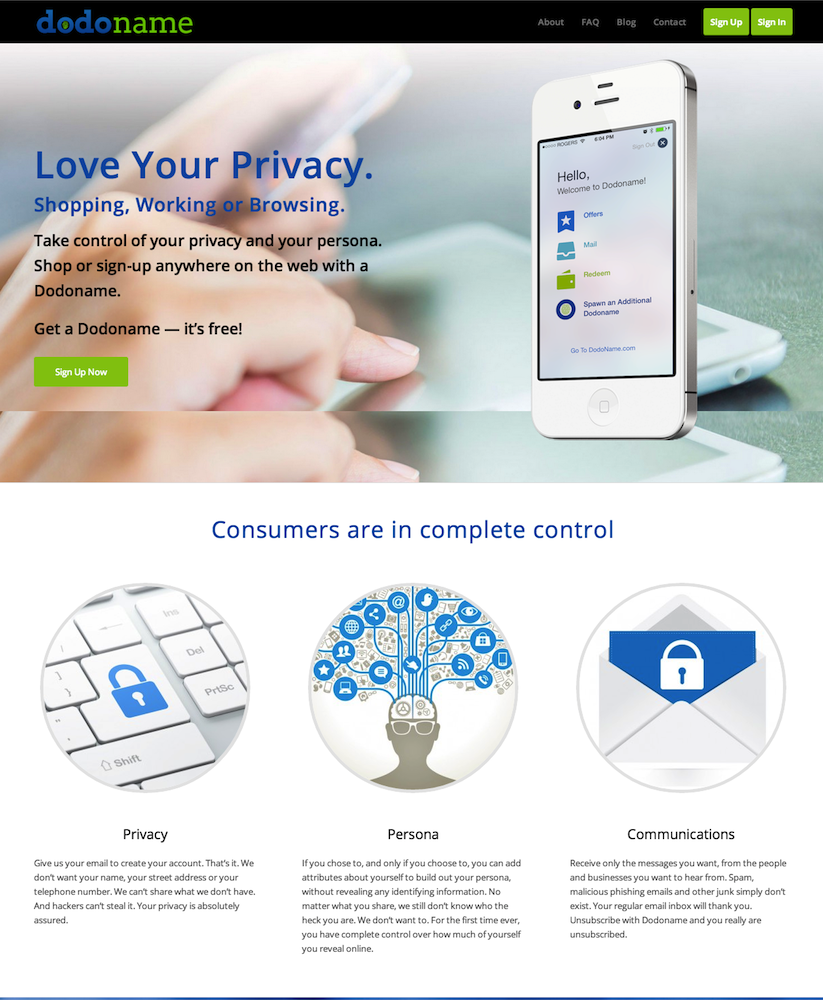 dodoname
About FAQ Blog Contact Sign Up Sign In
Love Your Privacy.
Shopping, Working or Browsing.
Take control of your privacy and your persona.
Shop or sign-up anywhere on the web with a
Dodoname.
Get a Dodoname — it's free!
Sign Up Now
ROGERS 6:04 PM
Sign Out
Hello,
Welcome to Dodoname!
Offers
Mail
Redeem
Spawn an Additional
Dodoname
Go To DodoName.com
Consumers are in complete control
Ins
Del
PrtSc
Shift
Privacy
Give us your email to create your account. That's it. We
don't want your name, your street address or your
telephone number. We can't share what we don't have.
And hackers can't steal it. Your privacy is absolutely
assured.
Persona
If you chose to, and only if you choose to, you can add
attributes about yourself to build out your persona,
without revealing any identifying information. No
matter what you share, we still don't know who the
heck you are. We don't want to. For the first time ever,
you have complete control over how much of yourself
you reveal online.
Communications
Receive only the messages you want, from the people
and businesses you want to hear from. Spam,
malicious phishing emails and other junk simply don't
exist. Your regular email inbox will thank you.
Unsubscribe with Dodoname and you really are
unsubscribed.